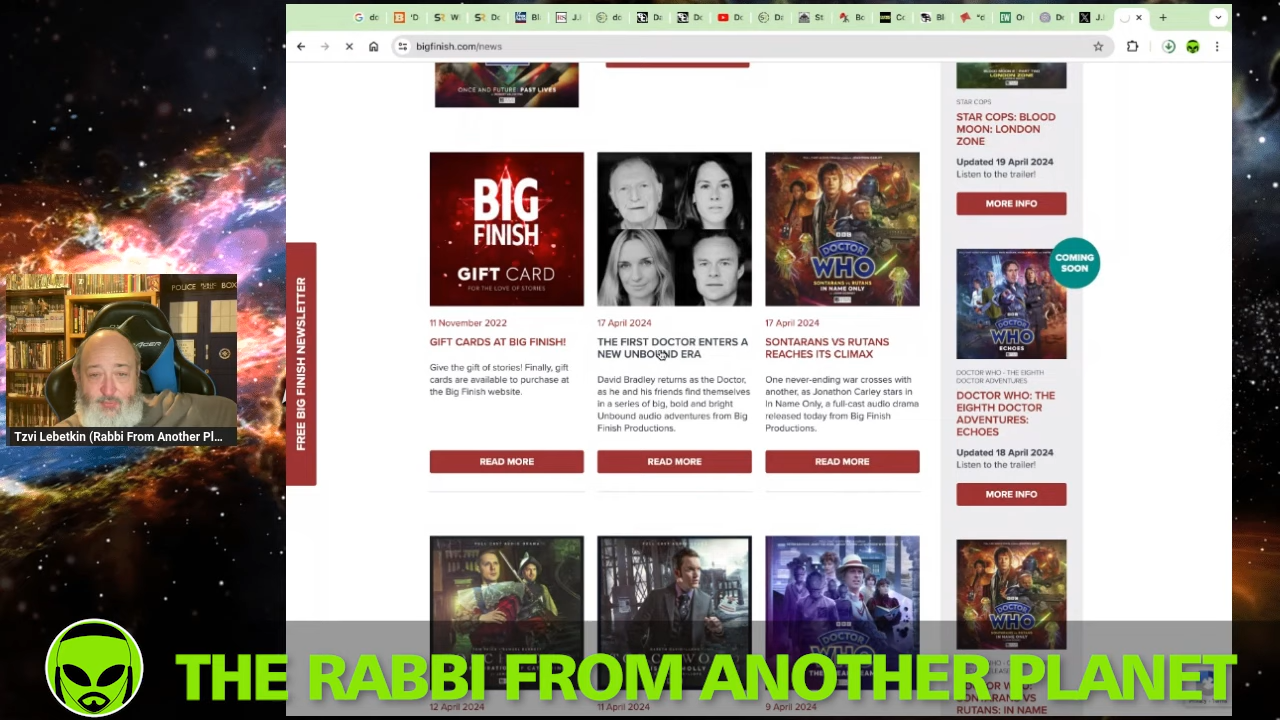 bigfinish.com/news
ONCE AND FUTURE: PAST LIVES
BLOOD MOON: PART TWO
LONDON ZONE
STAR COPS
STAR COPS: BLOOD
MOON: LONDON
ZONE
Updated 19 April 2024
Listen to the trailer!
MORE INFO
COMING
SOON
DOCTOR
WHO
ECHOES
DOCTOR WHO - THE EIGHTH
DOCTOR ADVENTURES
DOCTOR WHO: THE
EIGHTH DOCTOR
ADVENTURES:
ECHOES
Updated 18 April 2024
Listen to the trailer!
MORE INFO
BIG
FINISH
GIFT CARD
FOR THE LOVE OF STORIES
BBC
DOCTOR
WHO
SONTARANS vs RUTANS
IN NAME ONLY
11 November 2022
17 April 2024
17 April 2024
GIFT CARDS AT BIG FINISH!
THE FIRST DOCTOR ENTERS A
NEW UNBOUND ERA
SONTARANS VS RUTANS
REACHES ITS CLIMAX
Give the gift of stories! Finally, gift
cards are available to purchase at
the Big Finish website.
David Bradley returns as the Doctor,
as he and his friends find themselves
in a series of big, bold and bright
Unbound audio adventures from Big
Finish Productions.
One never-ending war crosses with
another, as Jonathon Carley stars in
In Name Only, a full-cast audio drama
released today from Big Finish
Productions.
READ MORE
READ MORE
READ MORE
FREE BIG FINISH NEWSLETTER
POLICE BOX
Tzvi Lebetkin (Rabbi From Another Pl...
DOCTOR
WHO
12 April 2024
11 April 2024
9 April 2024
RUTANS: IN NAME
THE RABBI FROM ANOTHER PLANET